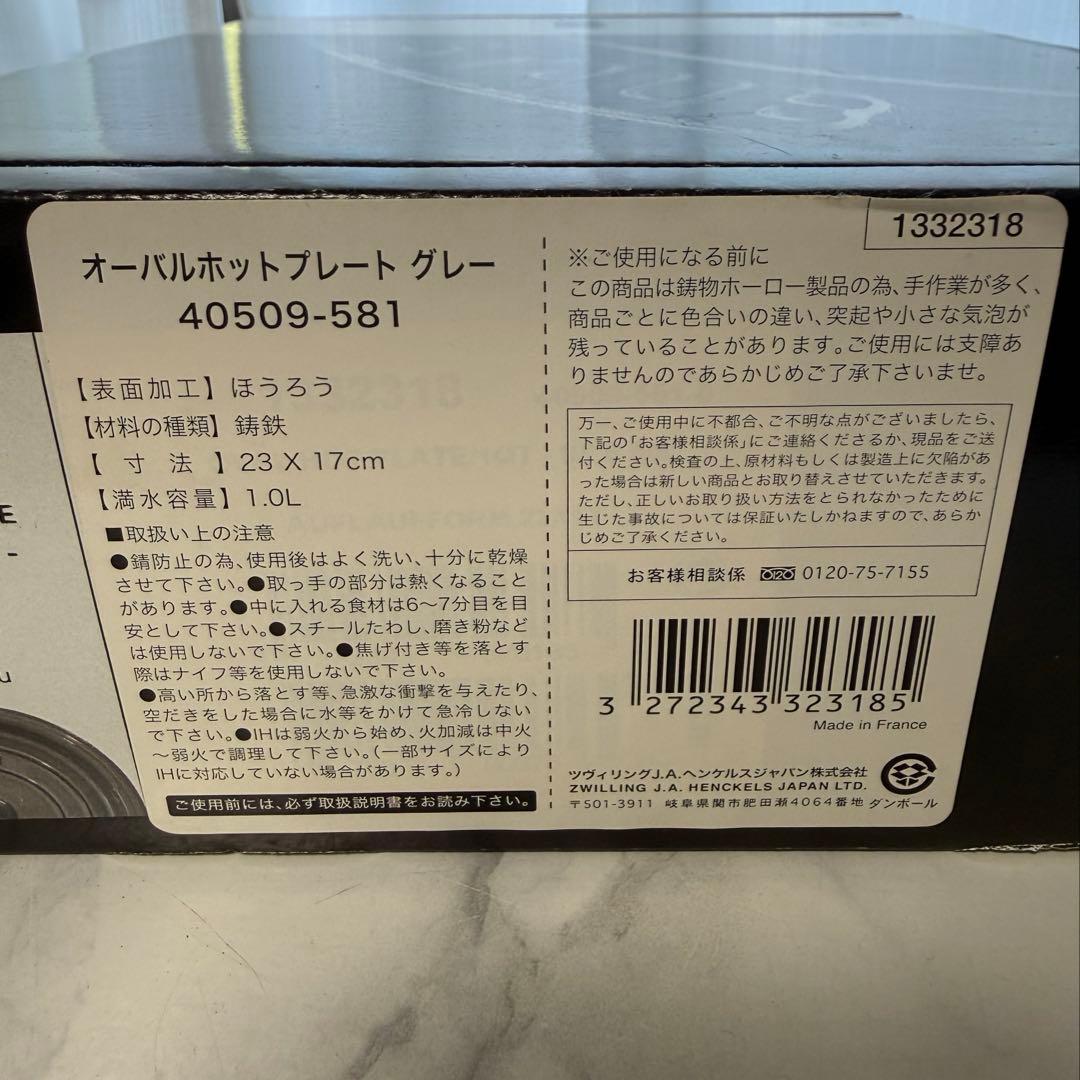 staub
E
-
u
オーバルホットプレート グレー
40509-581
【表面加工】ほうろう
【材料の種類】鋳鉄
【 寸 法 】23 X 17cm
【満水容量】1.0L
■取扱い上の注意
●錆防止の為、使用後はよく洗い、十分に乾燥
させて下さい。●取っ手の部分は熱くなること
があります。●中に入れる食材は6〜7分目を目
安として下さい。●スチールたわし、磨き粉など
は使用しないで下さい。●焦げ付き等を落とす
際はナイフ等を使用しないで下さい。
●高い所から落とす等、急激な衝撃を与えたり、
空だきをした場合に水等をかけて急冷しない
で下さい。●IHは弱火から始め、火加減は中火
〜弱火で調理して下さい。（一部サイズにより
IHに対応していない場合があります。）
ご使用前には、必ず取扱説明書をお読み下さい。
1332318
※ご使用になる前に
この商品は鋳物ホーロー製品の為、手作業が多く、
商品ごとに色合いの違い、突起や小さな気泡が
残っていることがあります。ご使用には支障あ
りませんのであらかじめご了承下さいませ。
万一、ご使用中に不都合、ご不明な点がございましたら、
下記の「お客様相談係」にご連絡くださるか、現品をご送
付ください。検査の上、原材料もしくは製造上に欠陥があ
った場合は新しい商品とお取り替えさせていただきます。
ただし、正しいお取り扱い方法をとられなかったために
生じた事故については保証いたしかねますので、あらか
じめご了承ください。
お客様相談係 0120-75-7155
3 272343 323185
Made in France
ツヴィリングJ.A.ヘンケルスジャパン株式会社
ZWILLING J.A. HENCKELS JAPAN LTD.
〒501-3911 岐阜県関市肥田瀬4064番地
ダンボール